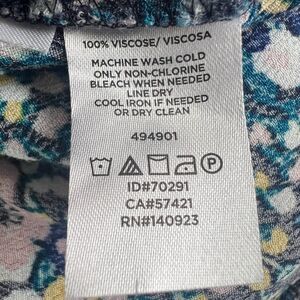 100% VISCOSE/ VISCOSA
MACHINE WASH COLD
ONLY NON-CHLORINE
BLEACH WHEN NEEDED
LINE DRY
COOL IRON IF NEEDED
OR DRY CLEAN
494901
P
ID#70291
CA#57421
RN#140923